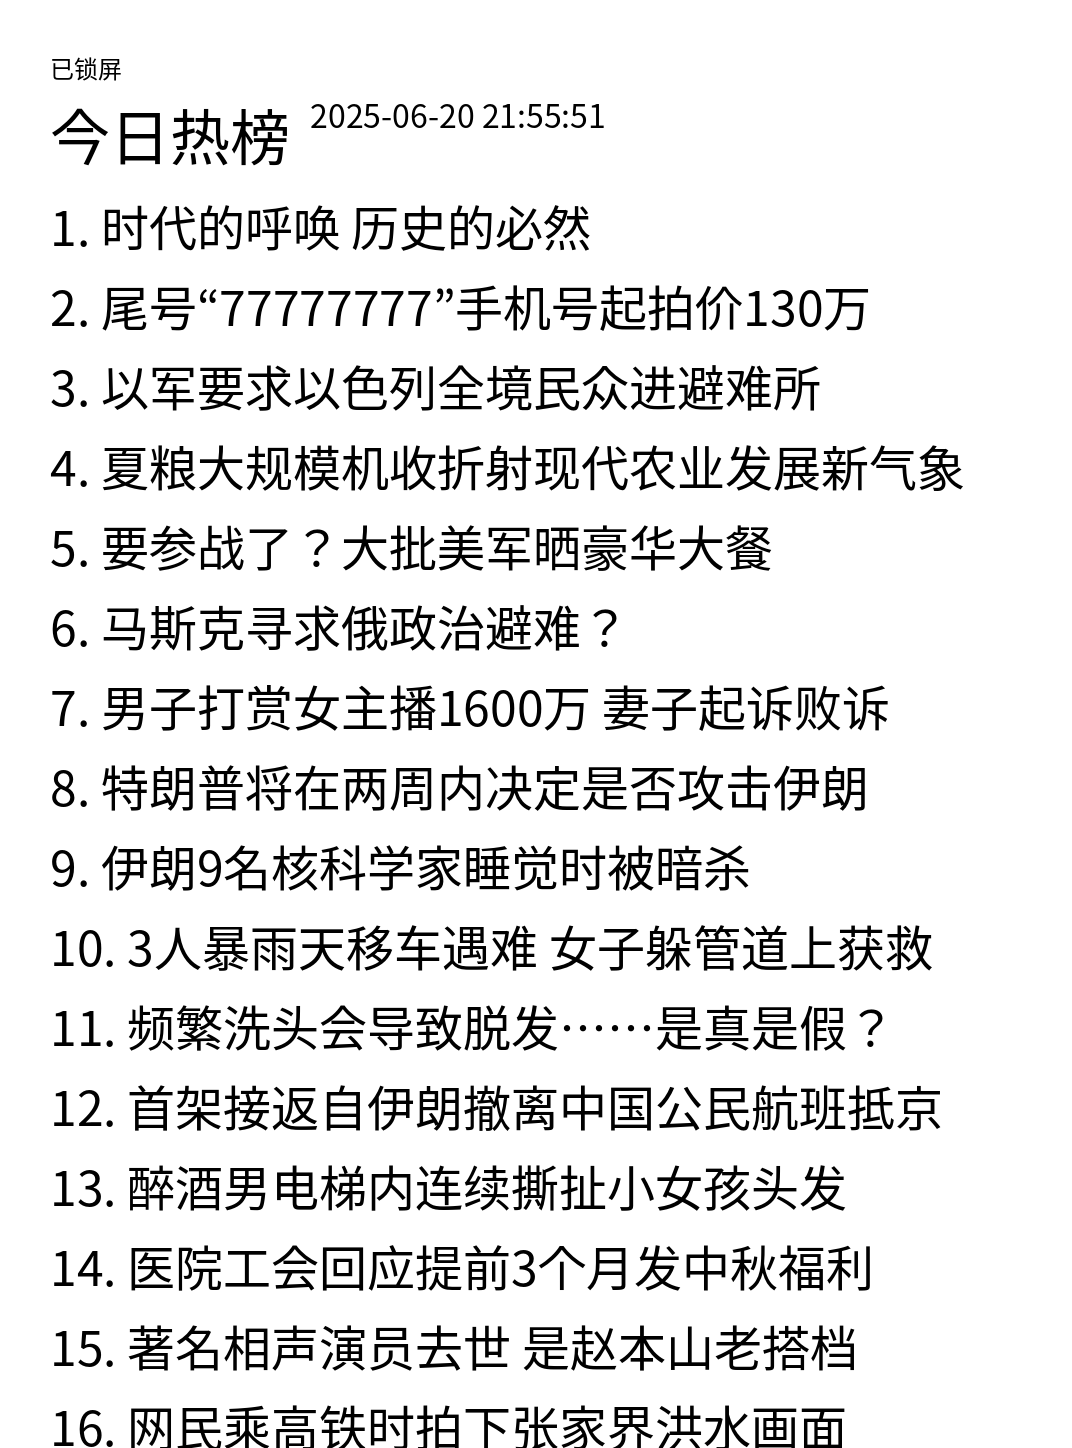 已锁屏
今日热榜 2025-06-20 21:55:51
1. 时代的呼唤 历史的必然
2. 尾号“77777777”手机号起拍价130万
3. 以军要求以色列全境民众进避难所
4. 夏粮大规模机收折射现代农业发展新气象
5. 要参战了？大批美军晒豪华大餐
6. 马斯克寻求俄政治避难？
7. 男子打赏女主播1600万 妻子起诉败诉
8. 特朗普将在两周内决定是否攻击伊朗
9. 伊朗9名核科学家睡觉时被暗杀
10. 3人暴雨天移车遇难 女子躲管道上获救
11. 频繁洗头会导致脱发……是真是假？
12. 首架接返自伊朗撤离中国公民航班抵京
13. 醉酒男电梯内连续撕扯小女孩头发
14. 医院工会回应提前3个月发中秋福利
15. 著名相声演员去世 是赵本山老搭档
16. 网民乘高铁时拍下张家界洪水画面